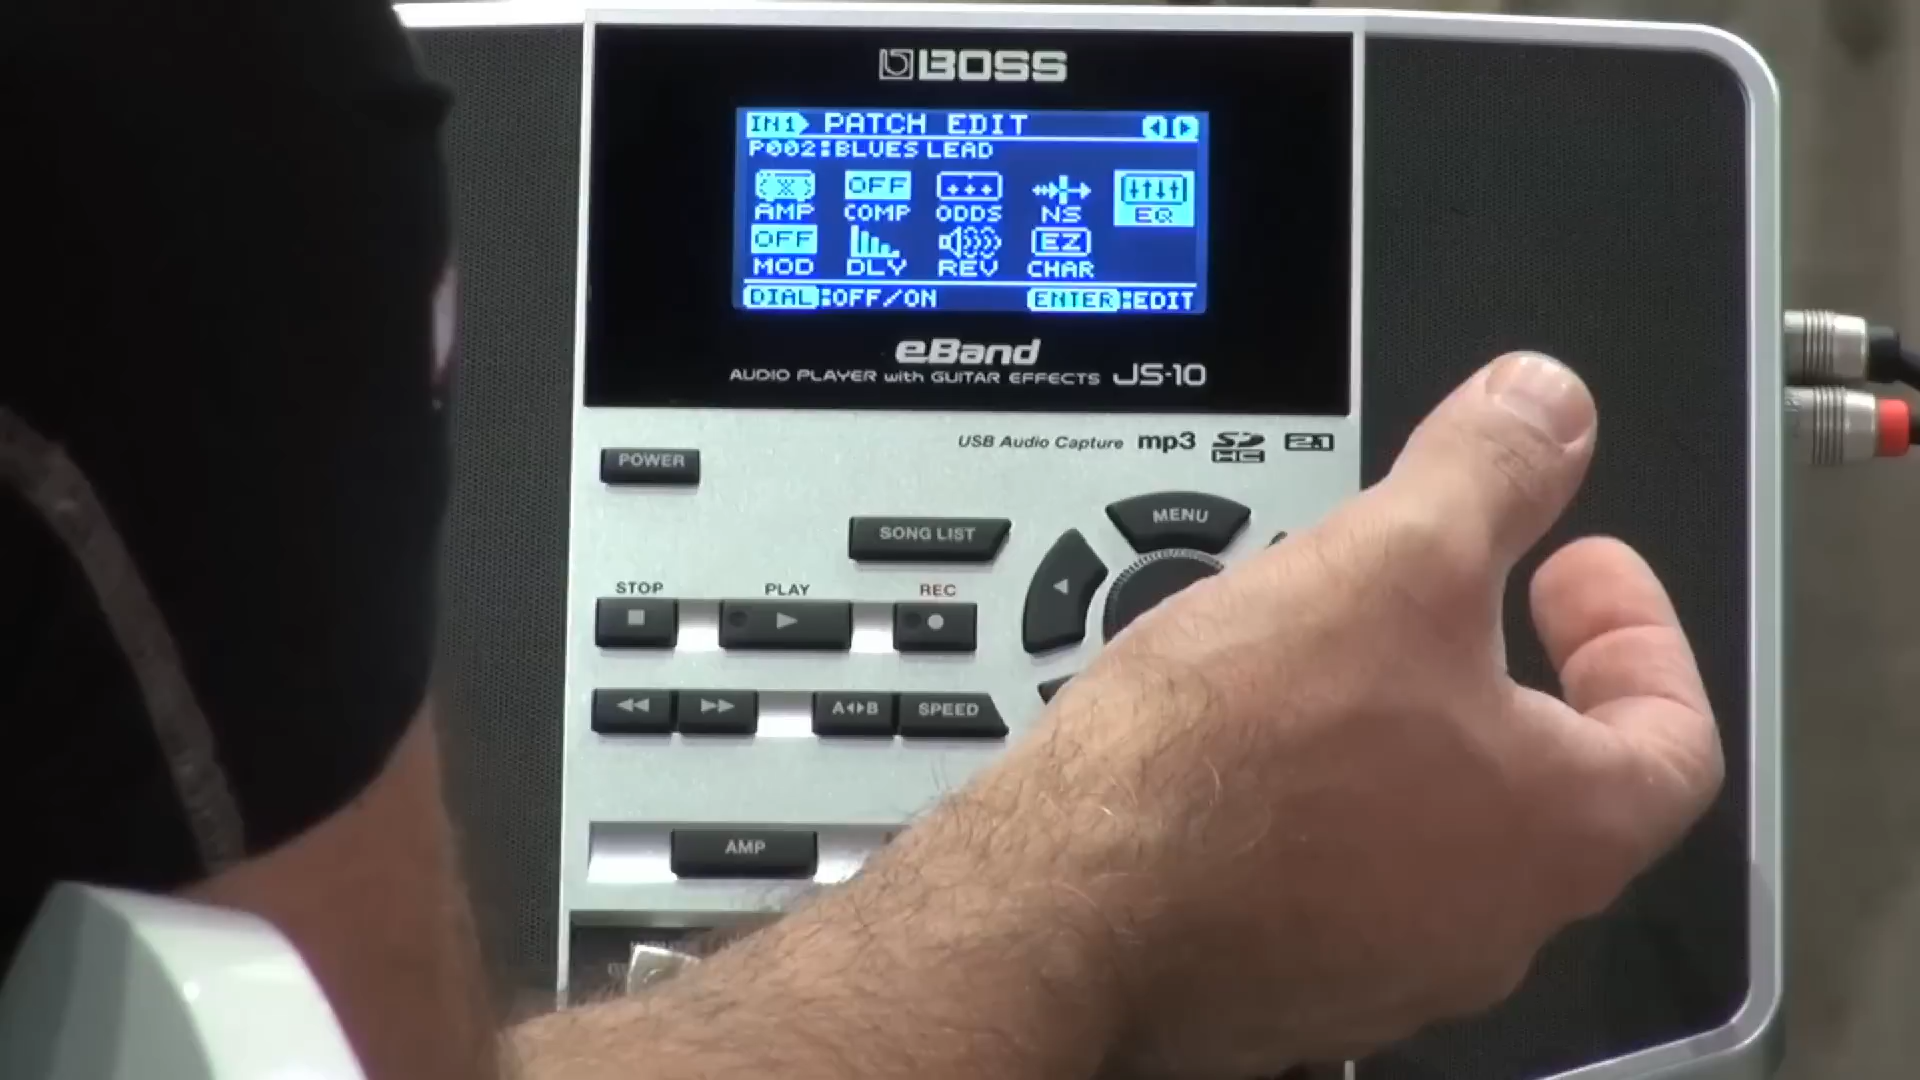 BOSS
IN1 PATCH EDIT
P002:BLUES LEAD
AMP OFF COMP ODDS NS EQ
OFF MOD DLY REV EZ CHAR
DIAL:OFF/ON ENTER:EDIT
eBand
AUDIO PLAYER with GUITAR EFFECTS JS-10
USB Audio Capture mp3 SD HC 2.1
POWER
MENU
SONG LIST
STOP PLAY REC
A B SPEED
AMP